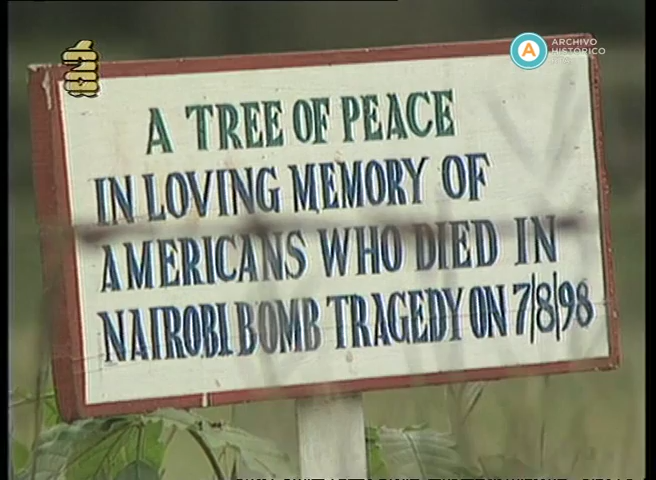 ARCHIVO
HISTÓRICO
A
A TREE OF PEACE
IN LOVING MEMORY OF
AMERICANS WHO DIED IN
NAIROBI BOMB TRAGEDY ON 7/8/98